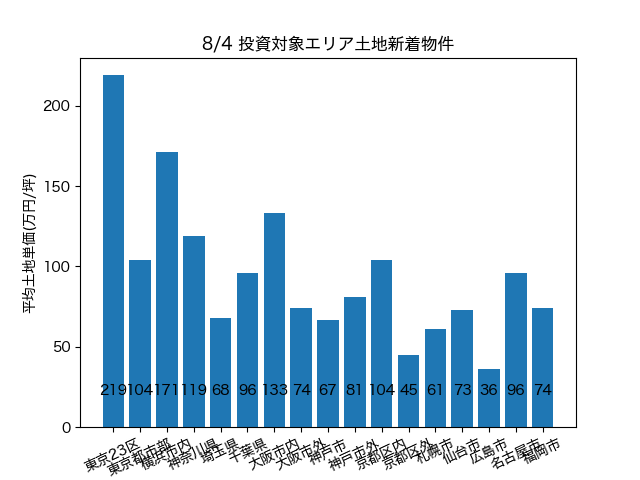 8/4 投資対象エリア土地新着物件
平均土地単価(万円/坪)
200
150
100
50
0
219 104 171 119 68 96 133 74 67 81 104 45 61 73 36 96 74
東京23区
東京都市部
横浜市内
神奈川県
埼玉県
千葉県
大阪市内
大阪市外
神戸市
神戸市外
京都区内
京都区外
札幌市
仙台市
広島市
名古屋市
福岡市